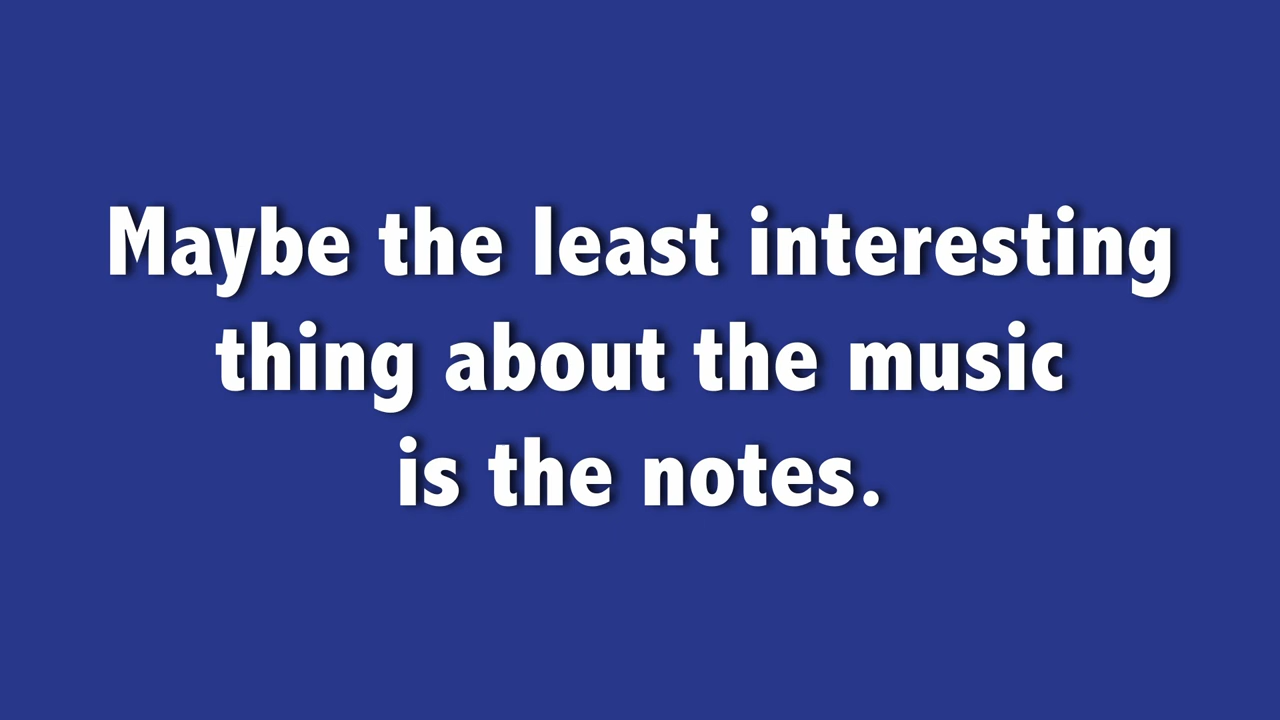 Maybe the least interesting
thing about the music
is the notes.